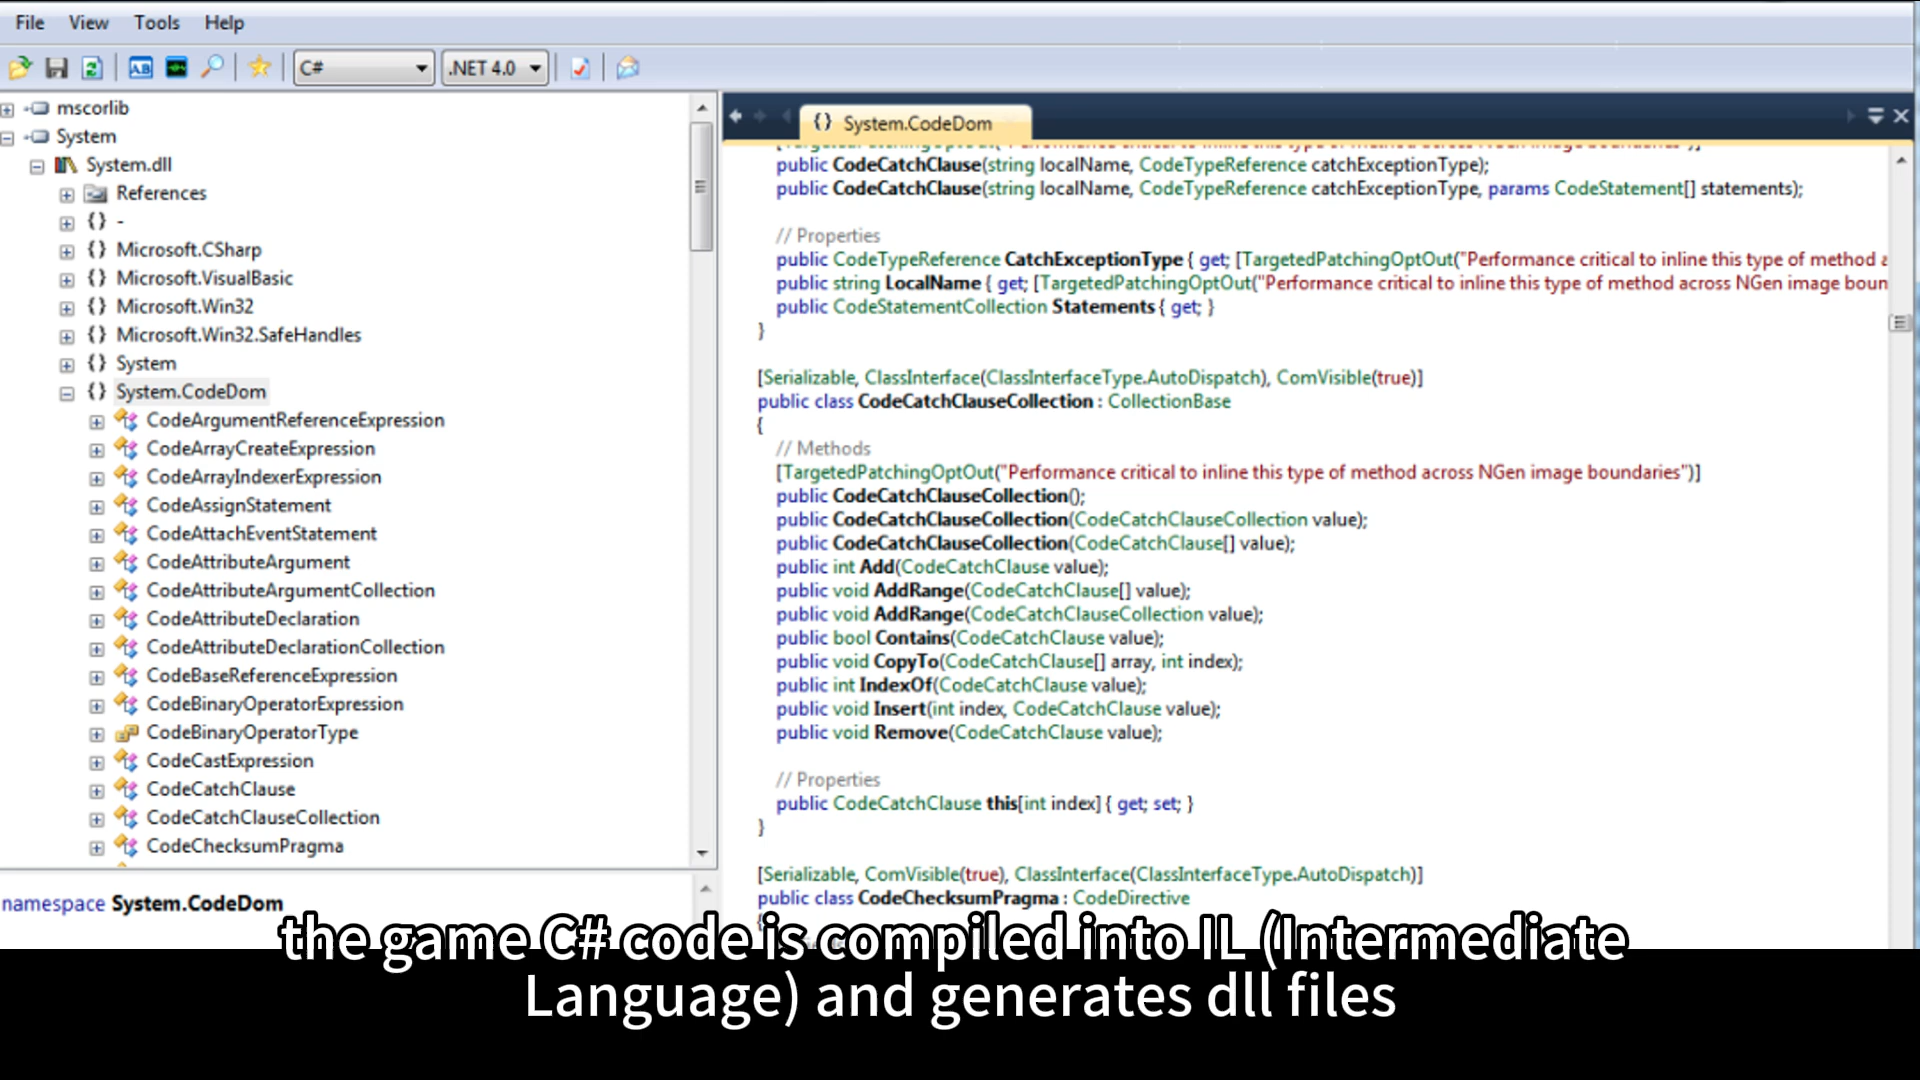 File View Tools Help
C# .NET 4.0
mscorlib
System
System.dll
References
{} -
{} Microsoft.CSharp
{} Microsoft.VisualBasic
{} Microsoft.Win32
{} Microsoft.Win32.SafeHandles
{} System
{} System.CodeDom
CodeArgumentReferenceExpression
CodeArrayCreateExpression
CodeArrayIndexerExpression
CodeAssignStatement
CodeAttachEventStatement
CodeAttributeArgument
CodeAttributeArgumentCollection
CodeAttributeDeclaration
CodeAttributeDeclarationCollection
CodeBaseReferenceExpression
CodeBinaryOperatorExpression
CodeBinaryOperatorType
CodeCastExpression
CodeCatchClause
CodeCatchClauseCollection
CodeChecksumPragma
namespace System.CodeDom
{} System.CodeDom
public CodeCatchClause(string localName, CodeTypeReference catchExceptionType);
public CodeCatchClause(string localName, CodeTypeReference catchExceptionType, params CodeStatement[] statements);
// Properties
public CodeTypeReference CatchExceptionType { get; [TargetedPatchingOptOut("Performance critical to inline this type of method
public string LocalName { get; [TargetedPatchingOptOut("Performance critical to inline this type of method across NGen image boun
public CodeStatementCollection Statements { get; }
}
[Serializable, ClassInterface(ClassInterfaceType.AutoDispatch), ComVisible(true)]
public class CodeCatchClauseCollection : CollectionBase
{
// Methods
[TargetedPatchingOptOut("Performance critical to inline this type of method across NGen image boundaries")]
public CodeCatchClauseCollection();
public CodeCatchClauseCollection(CodeCatchClauseCollection value);
public CodeCatchClauseCollection(CodeCatchClause[] value);
public int Add(CodeCatchClause value);
public void AddRange(CodeCatchClause[] value);
public void AddRange(CodeCatchClauseCollection value);
public bool Contains(CodeCatchClause value);
public void CopyTo(CodeCatchClause[] array, int index);
public int IndexOf(CodeCatchClause value);
public void Insert(int index, CodeCatchClause value);
public void Remove(CodeCatchClause value);
// Properties
public CodeCatchClause this[int index] { get; set; }
}
[Serializable, ComVisible(true), ClassInterface(ClassInterfaceType.AutoDispatch)]
public class CodeChecksumPragma : CodeDirective
{
the game C# code is compiled into IL (Intermediate
Language) and generates dll files